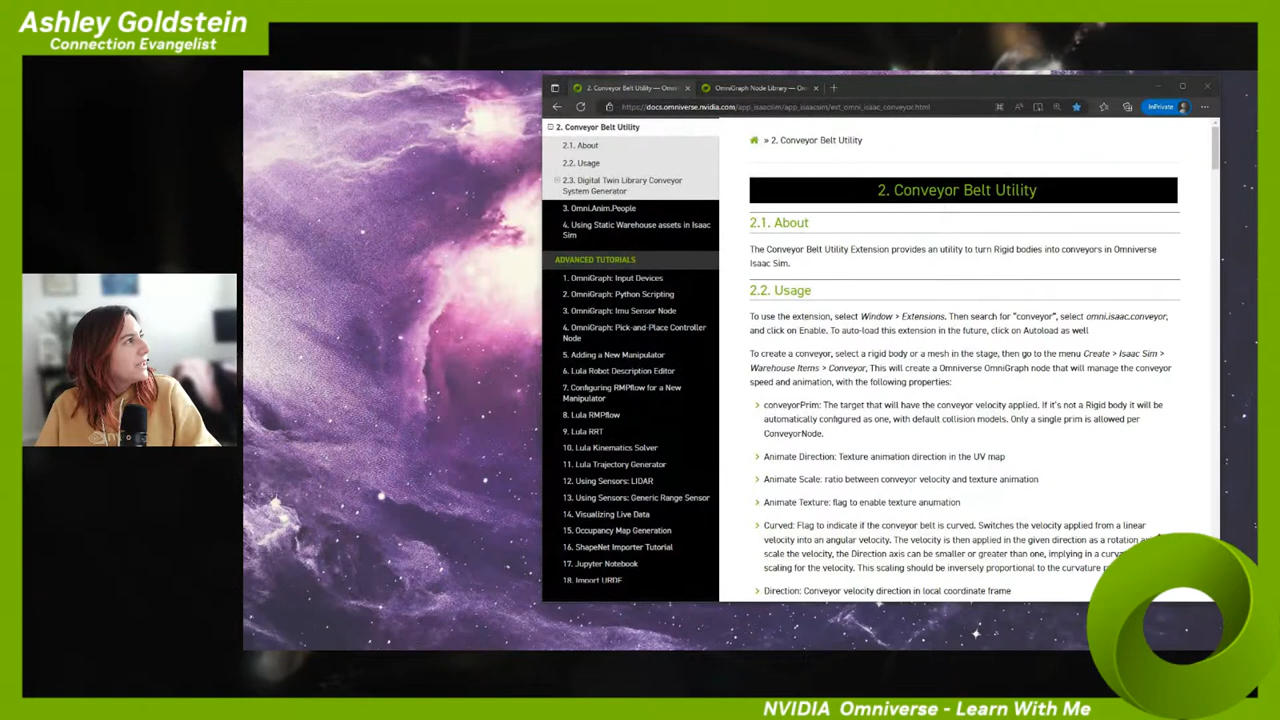 Ashley Goldstein
Connection Evangelist
2. Conveyor Belt Utility — Omni
OmniGraph Node Library — Om
https://docs.omniverse.nvidia.com/app_isaacsim/app_isaacsim/ext_omni_isaac_conveyor.html
InPrivate
2. Conveyor Belt Utility
2.1. About
2.2. Usage
2.3. Digital Twin Library Conveyor
System Generator
3. Omni.Anim.People
4. Using Static Warehouse assets in Isaac
Sim
ADVANCED TUTORIALS
1. OmniGraph: Input Devices
2. OmniGraph: Python Scripting
3. OmniGraph: Imu Sensor Node
4. OmniGraph: Pick-and-Place Controller
Node
5. Adding a New Manipulator
6. Lula Robot Description Editor
7. Configuring RMPflow for a New
Manipulator
8. Lula RMPflow
9. Lula RRT
10. Lula Kinematics Solver
11. Lula Trajectory Generator
12. Using Sensors: LIDAR
13. Using Sensors: Generic Range Sensor
14. Visualizing Live Data
15. Occupancy Map Generation
16. ShapeNet Importer Tutorial
17. Jupyter Notebook
18. Import URDF
» 2. Conveyor Belt Utility
2. Conveyor Belt Utility
2.1. About
The Conveyor Belt Utility Extension provides an utility to turn Rigid bodies into conveyors in Omniverse
Isaac Sim.
2.2. Usage
To use the extension, select Window > Extensions. Then search for "conveyor", select omni.isaac.conveyor,
and click on Enable. To auto-load this extension in the future, click on Autoload as well
To create a conveyor, select a rigid body or a mesh in the stage, then go to the menu Create > Isaac Sim >
Warehouse Items > Conveyor, This will create a Omniverse OmniGraph node that will manage the conveyor
speed and animation, with the following properties:
conveyorPrim: The target that will have the conveyor velocity applied. If it's not a Rigid body it will be
automatically configured as one, with default collision models. Only a single prim is allowed per
ConveyorNode.
Animate Direction: Texture animation direction in the UV map
Animate Scale: ratio between conveyor velocity and texture animation
Animate Texture: flag to enable texture anumation
Curved: Flag to indicate if the conveyor belt is curved. Switches the velocity applied from a linear
velocity into an angular velocity. The velocity is then applied in the given direction as a rotation
scale the velocity, the Direction axis can be smaller or greater than one, implying in a
scaling for the velocity. This scaling should be inversely proportional to the curvature
Direction: Conveyor velocity direction in local coordinate frame
NVIDIA Omniverse - Learn With Me